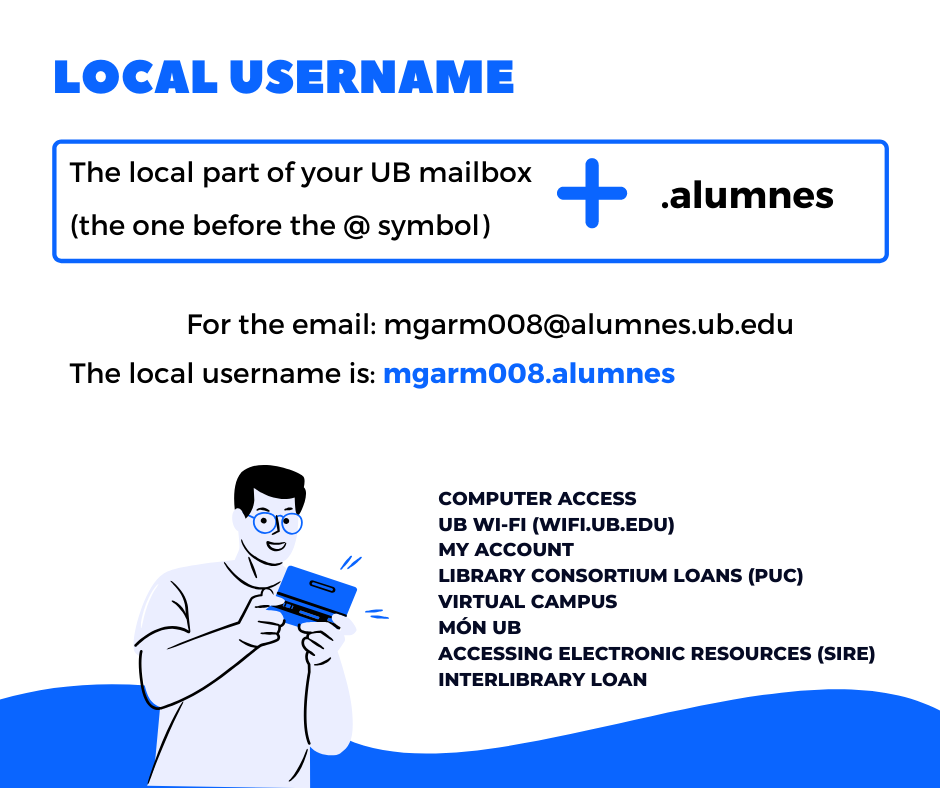 LOCAL USERNAME
The local part of your UB mailbox
(the one before the @ symbol)
+ .alumnes
For the email: mgarm008@alumnes.ub.edu
The local username is: mgarm008.alumnes
COMPUTER ACCESS
UB WI-FI (WIFI.UB.EDU)
MY ACCOUNT
LIBRARY CONSORTIUM LOANS (PUC)
VIRTUAL CAMPUS
MÓN UB
ACCESSING ELECTRONIC RESOURCES (SIRE)
INTERLIBRARY LOAN